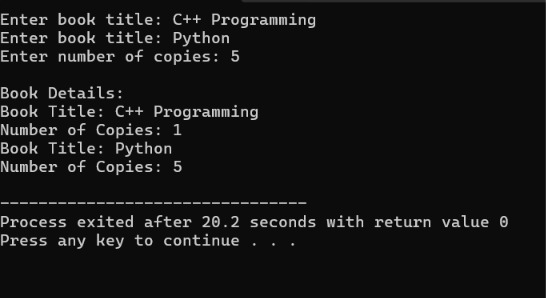 Enter book title: C++ Programming
Enter book title: Python
Enter number of copies: 5
Book Details:
Book Title: C++ Programming
Number of Copies: 1
Book Title: Python
Number of Copies: 5
--------------------------------
Process exited after 20.2 seconds with return value 0
Press any key to continue . . .